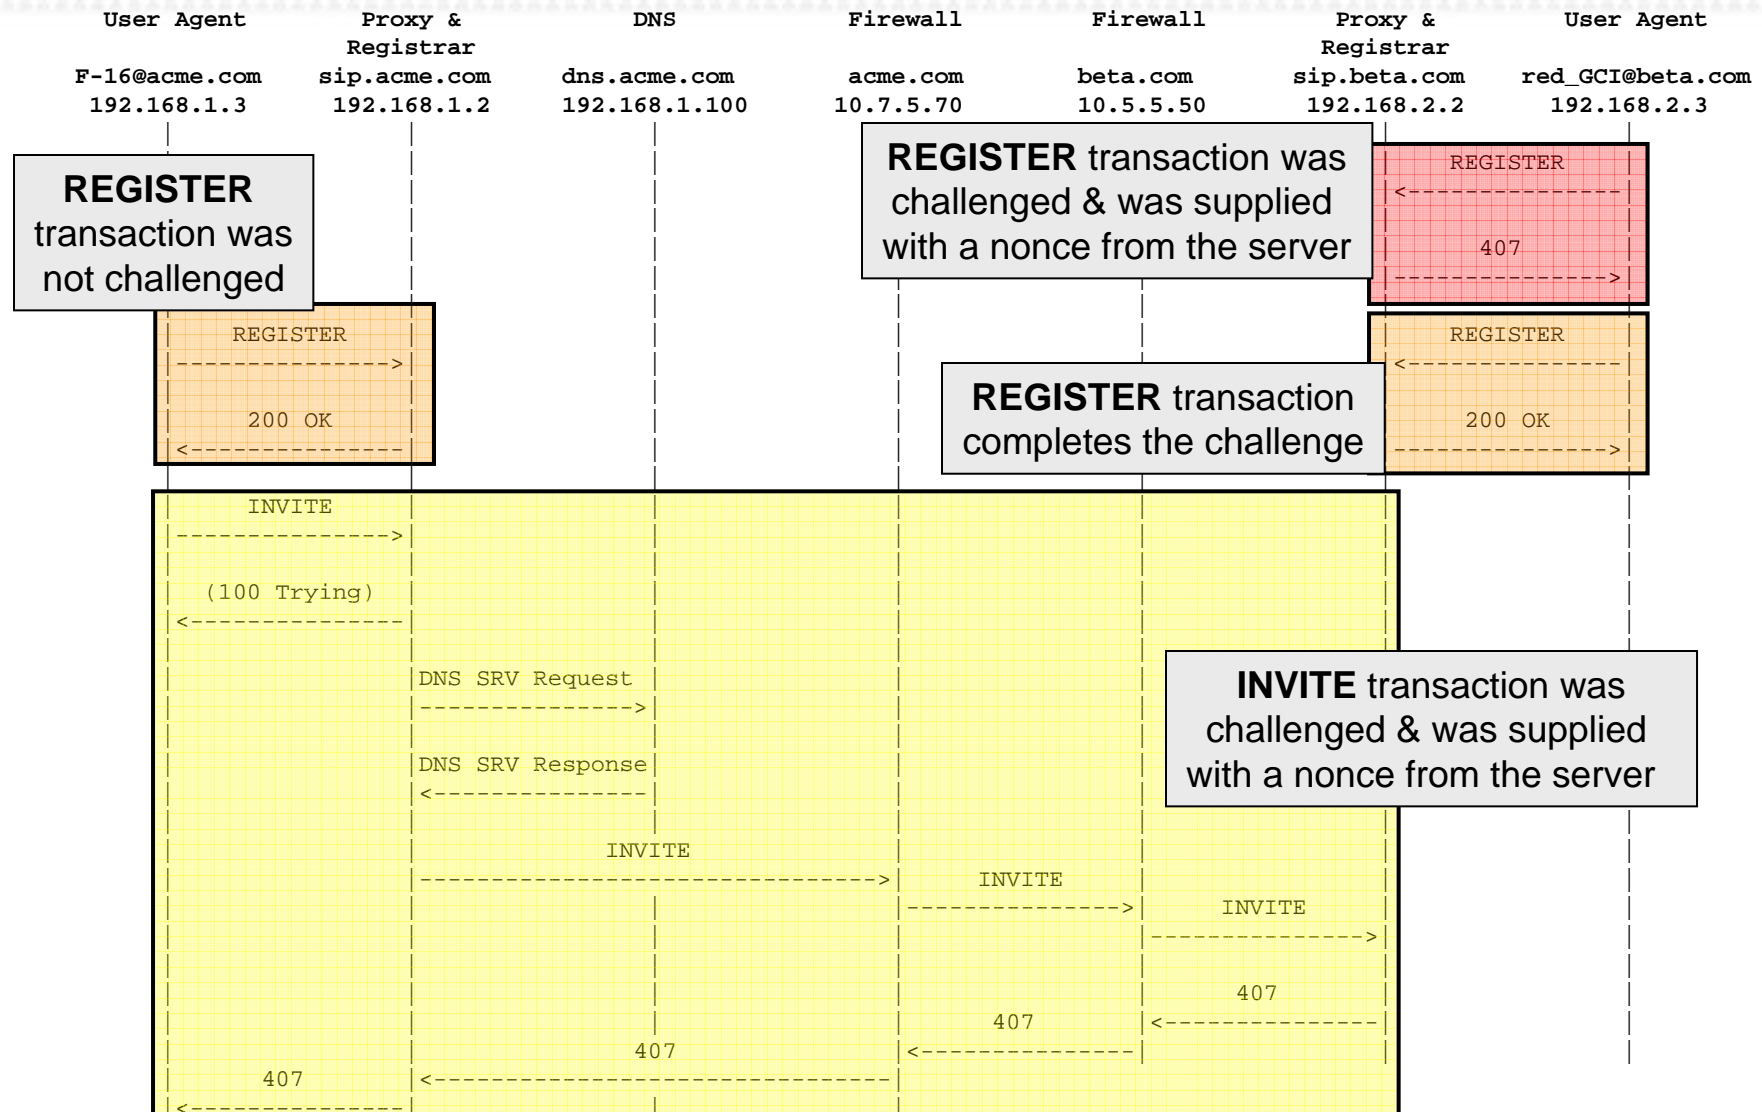 User Agent Proxy & DNS Firewall Firewall Proxy & User Agent
Registrar Registrar
F-16@acme.com sip.acme.com dns.acme.com acme.com beta.com sip.beta.com red_GCI@beta.com
192.168.1.3 192.168.1.2 192.168.1.100 10.7.5.70 10.5.5.50 192.168.2.2 192.168.2.3
REGISTER
transaction was
not challenged
REGISTER transaction was
challenged & was supplied
with a nonce from the server
REGISTER
407
REGISTER
200 OK
REGISTER
200 OK
REGISTER transaction
completes the challenge
INVITE
(100 Trying)
DNS SRV Request
DNS SRV Response
INVITE transaction was
challenged & was supplied
with a nonce from the server
INVITE
INVITE
INVITE
407
407
407
407